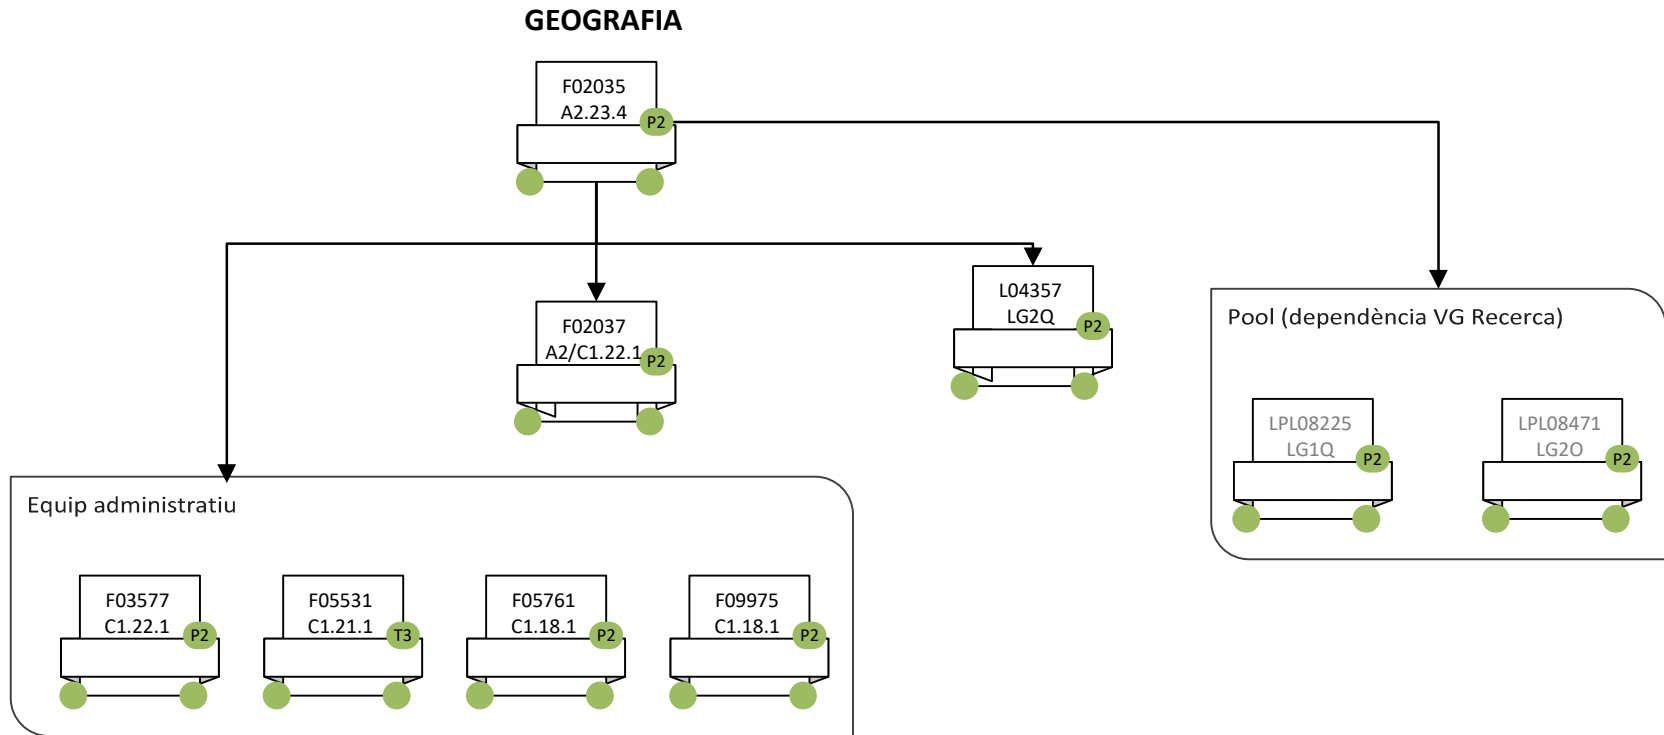 GEOGRAFIA
F02035
A2.23.4
P2
F02037
A2/C1.22.1
P2
L04357
LG2Q
P2
Pool (dependència VG Recerca)
LPL08225
LG1Q
P2
LPL08471
LG2O
P2
Equip administratiu
F03577
C1.22.1
P2
F05531
C1.21.1
T3
F05761
C1.18.1
P2
F09975
C1.18.1
P2